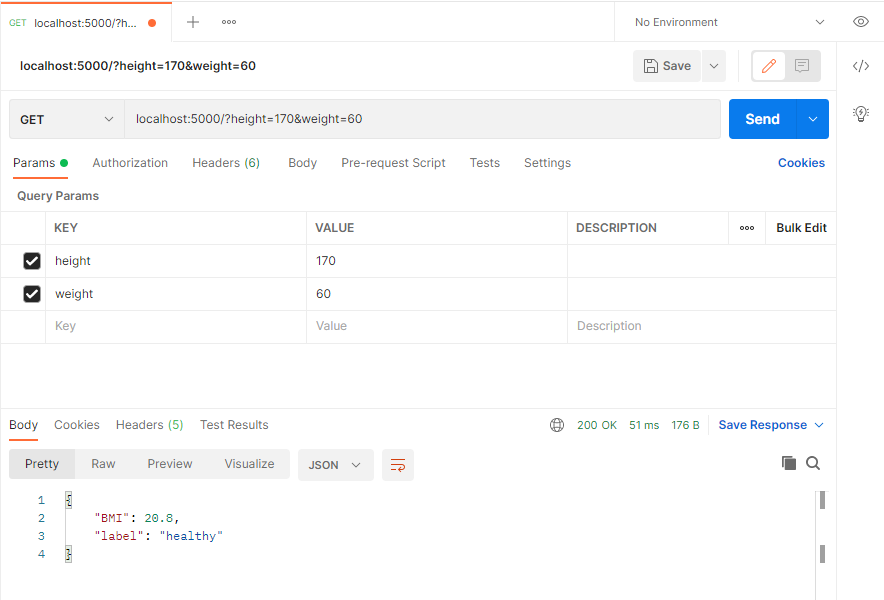 GET localhost:5000/?h...
No Environment
localhost:5000/?height=170&weight=60
Save
GET localhost:5000/?height=170&weight=60 Send
Params Authorization Headers (6) Body Pre-request Script Tests Settings Cookies
Query Params
KEY VALUE DESCRIPTION Bulk Edit
height 170
weight 60
Key Value Description
Body Cookies Headers (5) Test Results 200 OK 51 ms 176 B Save Response
Pretty Raw Preview Visualize JSON
1 {
2 "BMI": 20.8,
3 "label": "healthy"
4 }